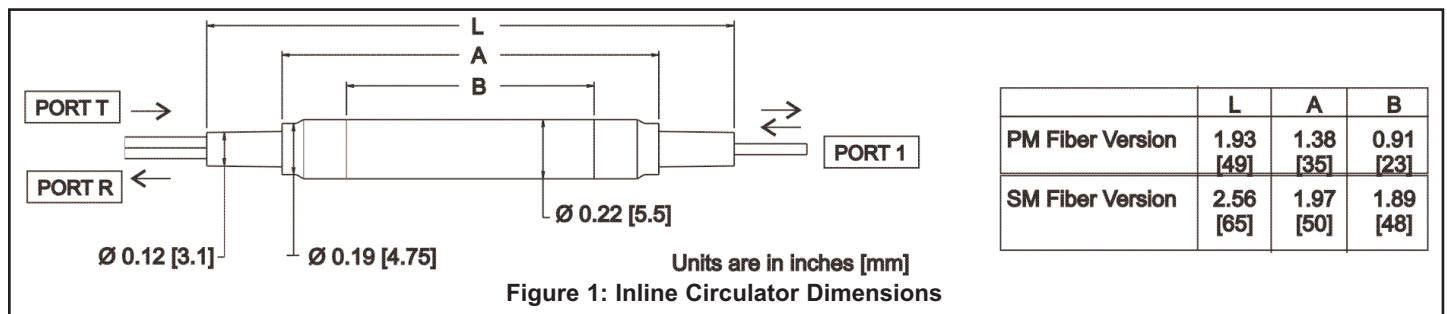 L
A
B
PORT T
PORT R
PORT 1
Ø 0.22 [5.5]
Ø 0.12 [3.1]
Ø 0.19 [4.75]
Units are in inches [mm]
L A B
PM Fiber Version 1.93 1.38 0.91
[49] [35] [23]
SM Fiber Version 2.56 1.97 1.89
[65] [50] [48]
Figure 1: Inline Circulator Dimensions